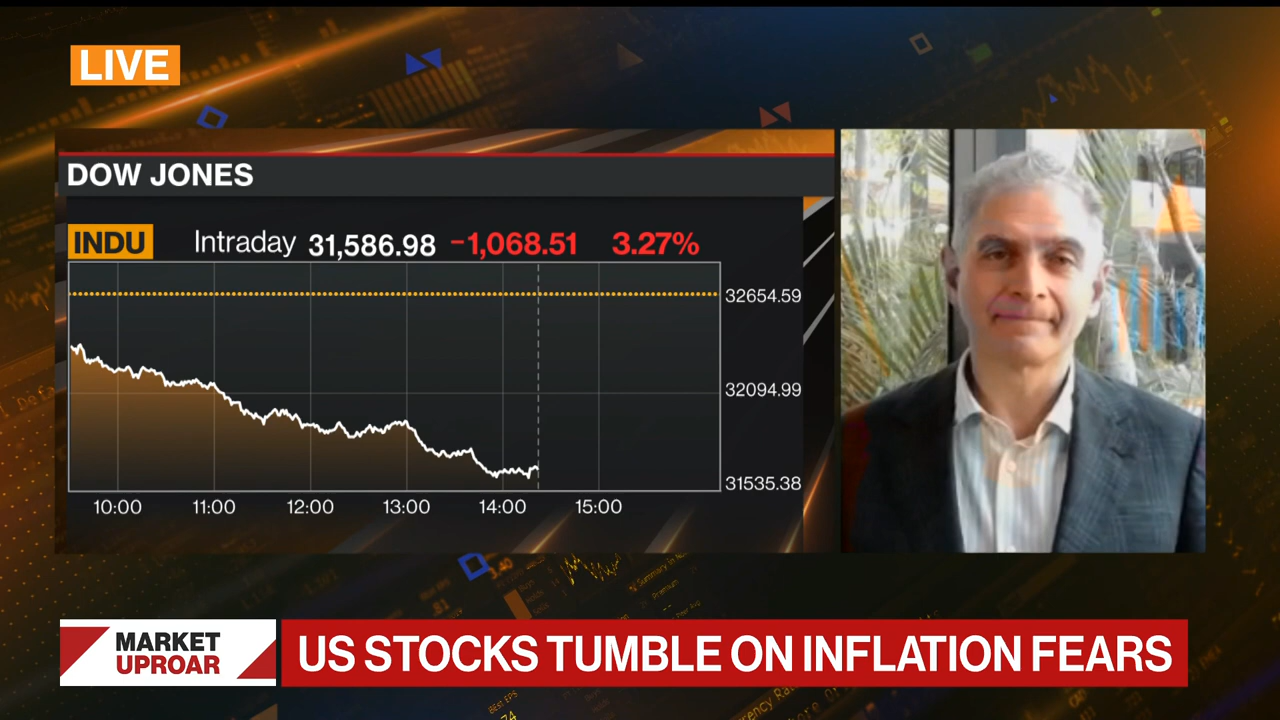 LIVE
DOW JONES
INDU Intraday 31,586.98 −1,068.51 3.27%
32654.59
32094.99
31535.38
10:00 11:00 12:00 13:00 14:00 15:00
MARKET
UPROAR
US STOCKS TUMBLE ON INFLATION FEARS